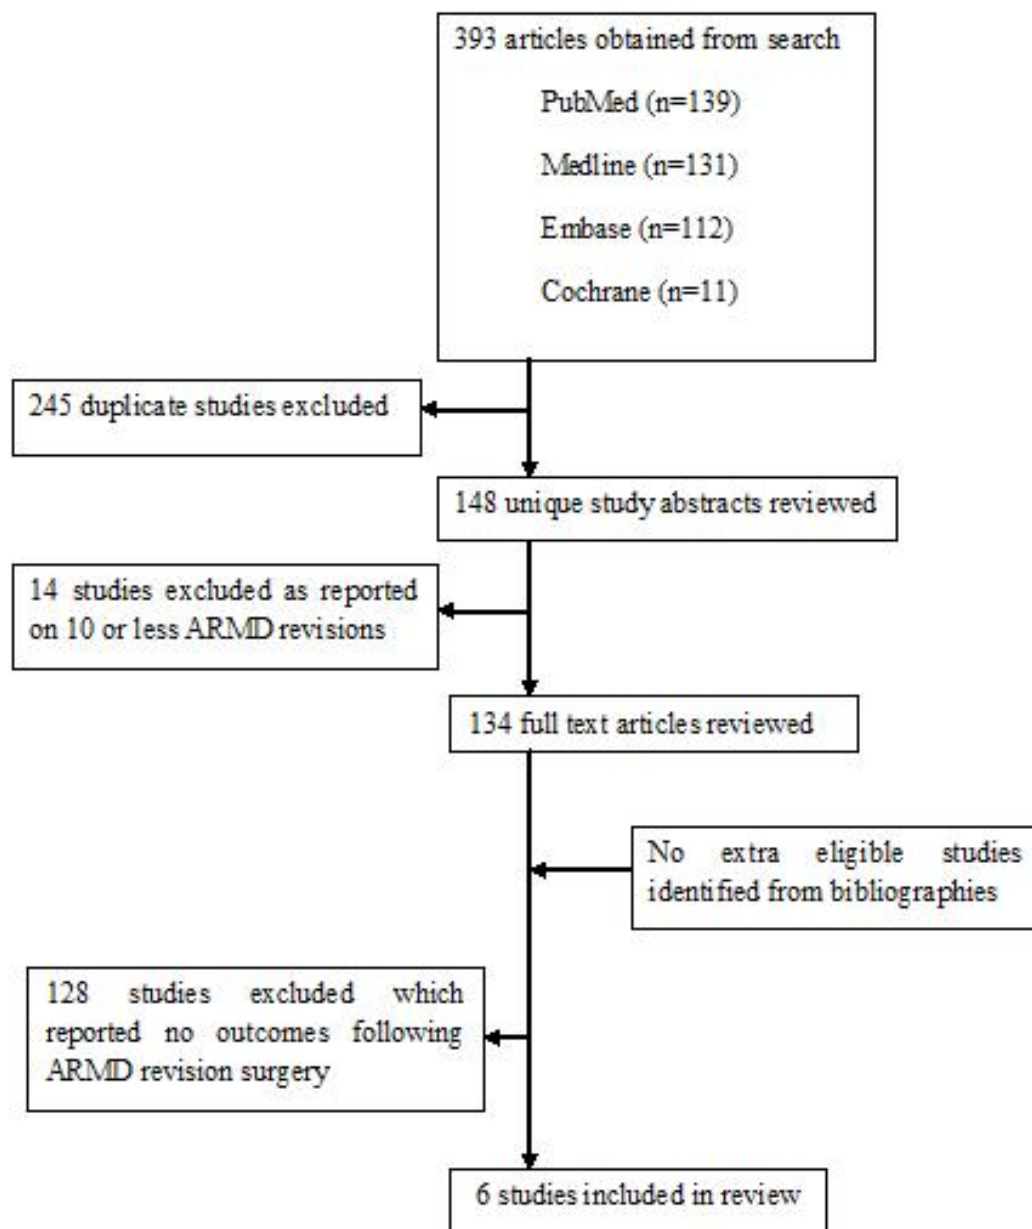 393 articles obtained from search
PubMed (n=139)
Medline (n=131)
Embase (n=112)
Cochrane (n=11)
245 duplicate studies excluded
148 unique study abstracts reviewed
14 studies excluded as reported
on 10 or less ARMD revisions
134 full text articles reviewed
No extra eligible studies
identified from bibliographies
128 studies excluded which
reported no outcomes following
ARMD revision surgery
6 studies included in review